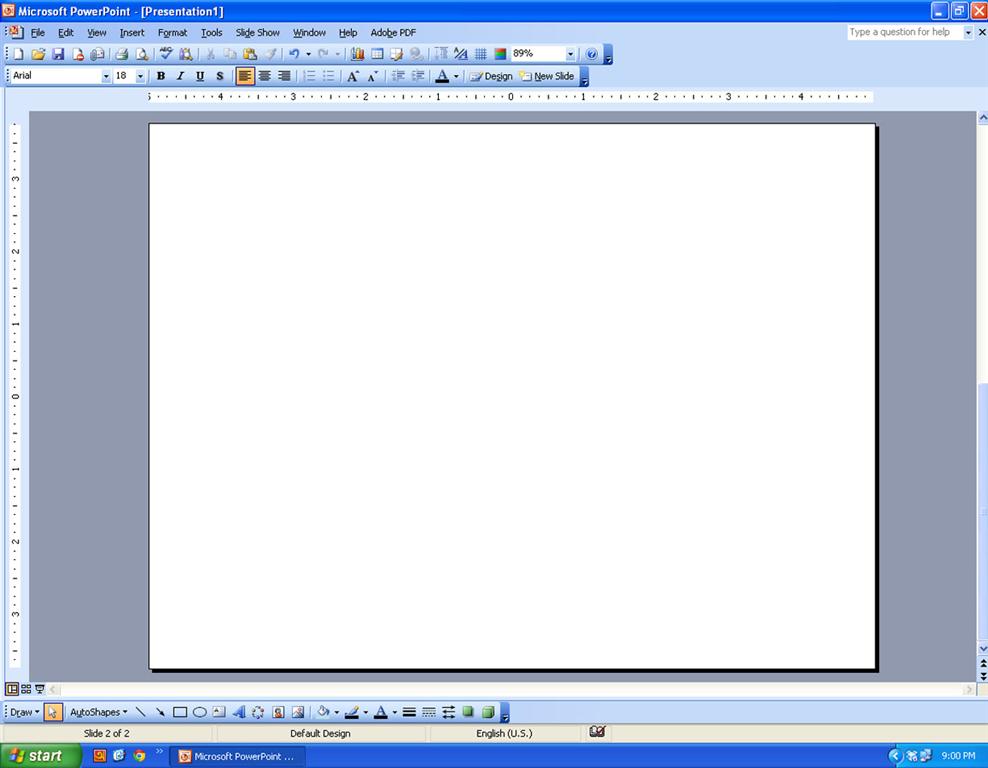 Microsoft PowerPoint - [Presentation1]
File Edit View Insert Format Tools Slide Show Window Help Adobe PDF Type a question for help
89%
Arial 18 B I U S A Design New Slide
5 4 3 2 1 0 1 2 3 4
3
2
1
0
1
2
3
Draw AutoShapes
Slide 2 of 2 Default Design English (U.S.)
start Microsoft PowerPoint ... 9:00 PM